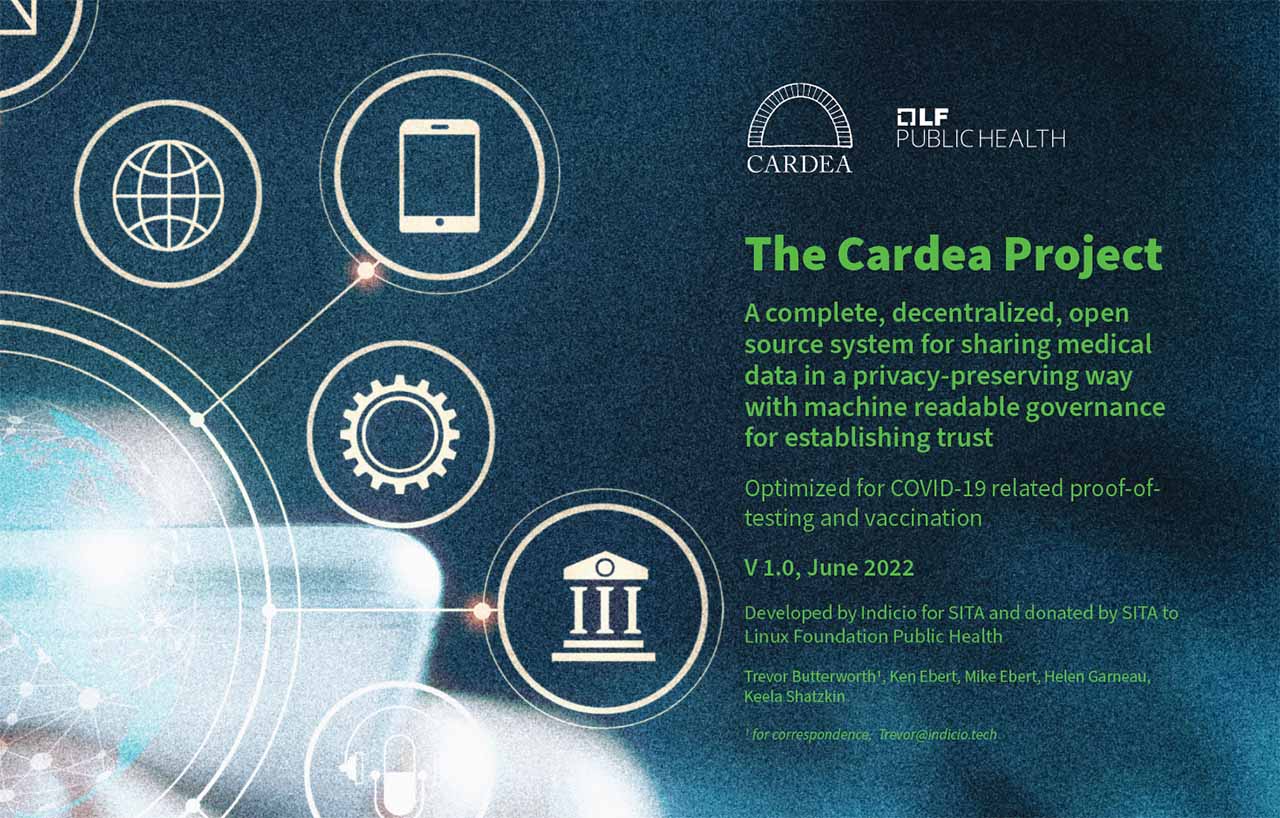 CARDEA
LF
PUBLIC HEALTH
The Cardea Project
A complete, decentralized, open
source system for sharing medical
data in a privacy-preserving way
with machine readable governance
for establishing trust
Optimized for COVID-19 related proof-of-
testing and vaccination
V 1.0, June 2022
Developed by Indicio for SITA and donated by SITA to
Linux Foundation Public Health
Trevor Butterworth¹, Ken Ebert, Mike Ebert, Helen Garneau,
Keela Shatzkin
¹ for correspondence, Trevor@indicio.tech